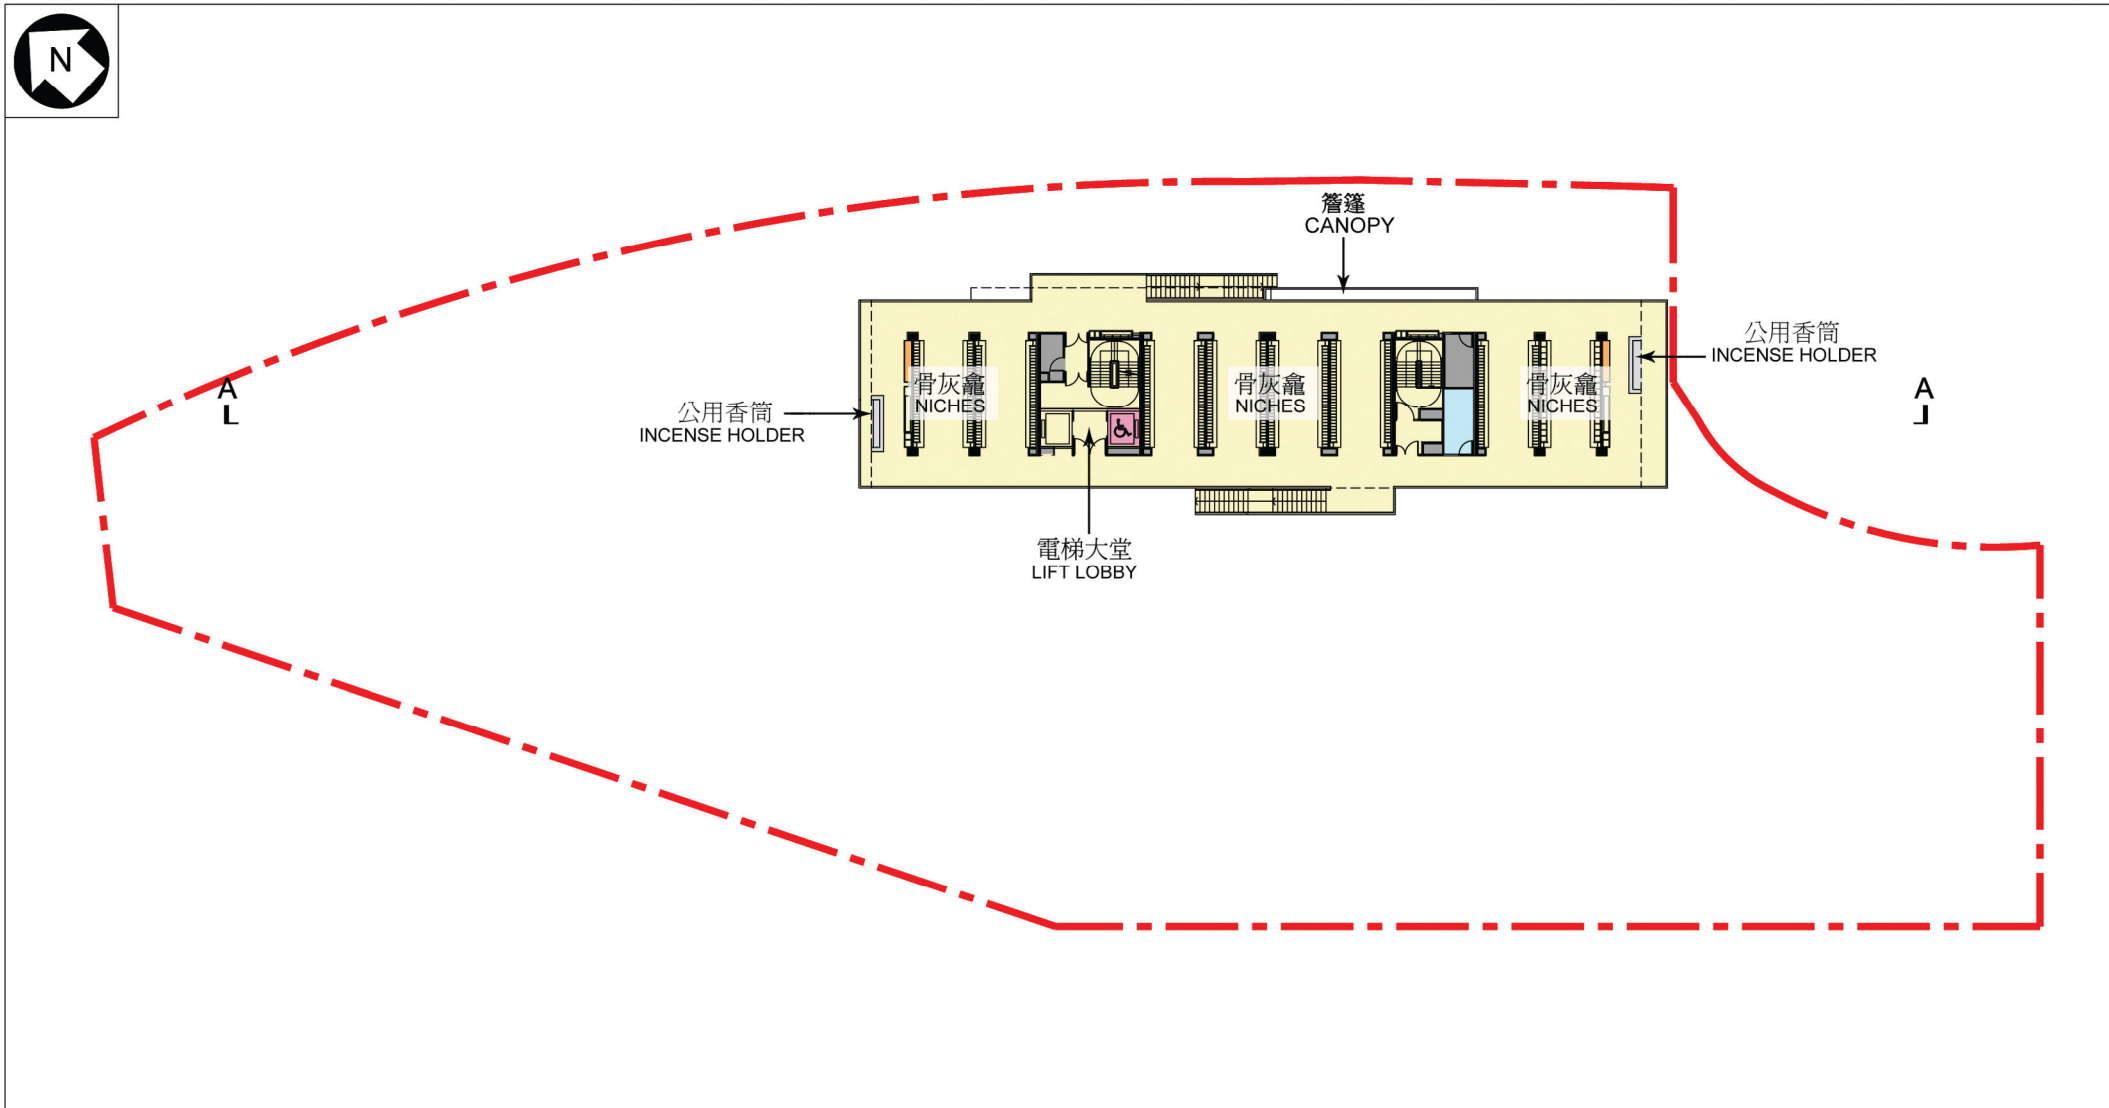 N
簷篷
CANOPY
公用香筒
INCENSE HOLDER
A
A
骨灰龕
NICHES
骨灰龕
NICHES
骨灰龕
NICHES
公用香筒
INCENSE HOLDER
電梯大堂
LIFT LOBBY